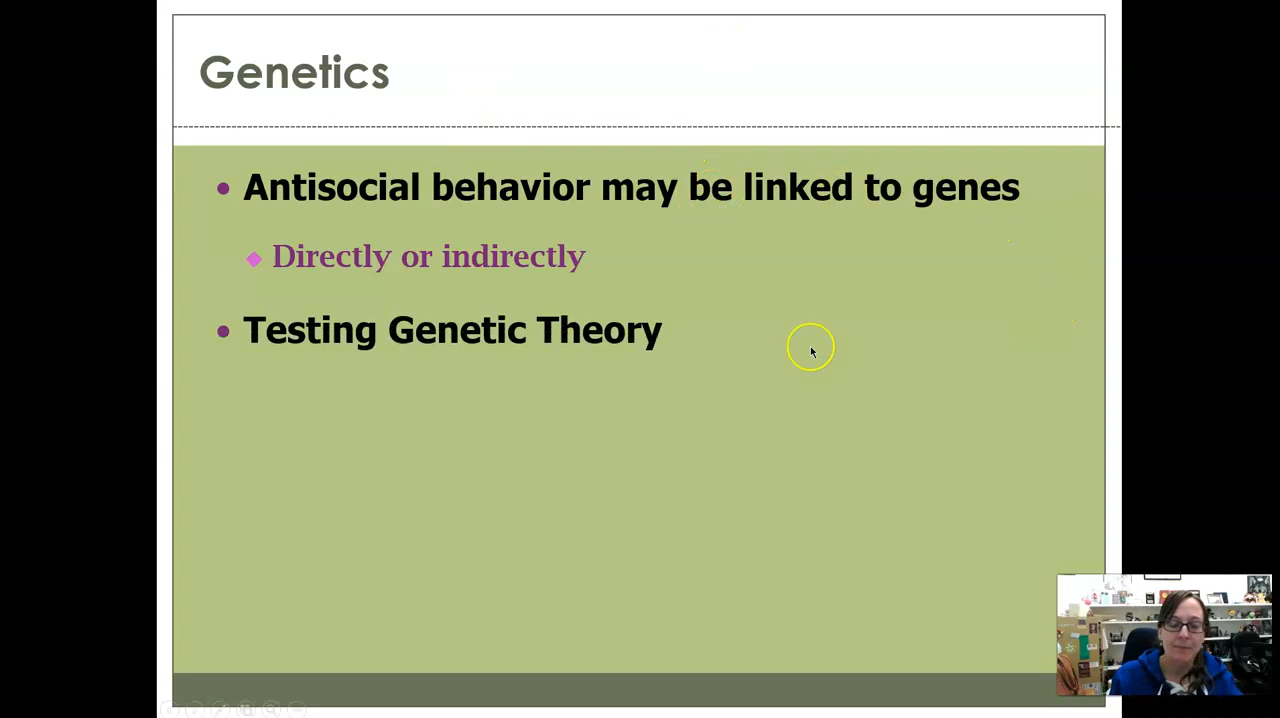 Genetics
Antisocial behavior may be linked to genes
Directly or indirectly
Testing Genetic Theory